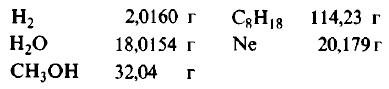 H₂ 2,0160 г C₈H₁₈ 114,23 г
H₂O 18,0154 г Ne 20,179 г
CH₃OH 32,04 г